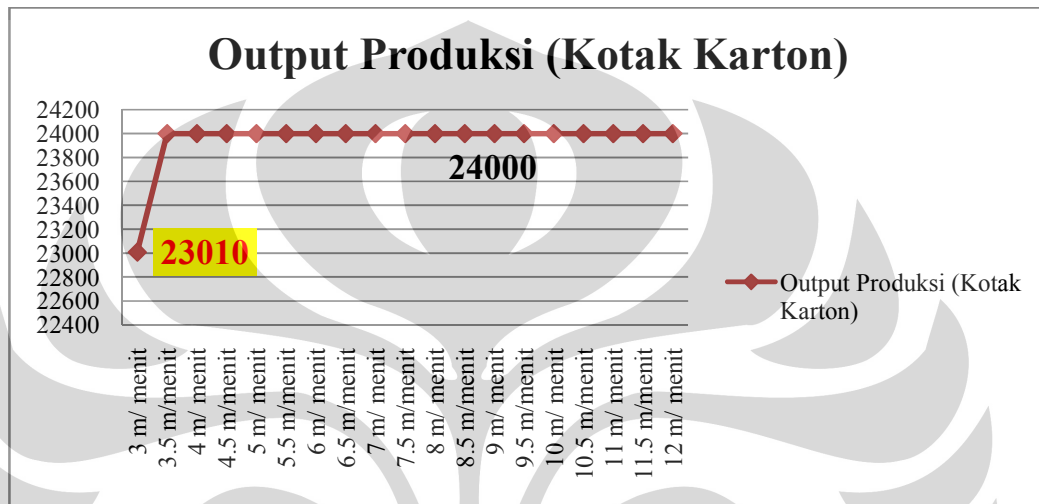 Output Produksi (Kotak Karton)
24200
24000
23800
23600
23400
23200
23000
22800
22600
22400
24000
23010
Output Produksi (Kotak
Karton)
3 m/ menit
3.5 m/menit
4 m/ menit
4.5 m/menit
5 m/ menit
5.5 m/menit
6 m/ menit
6.5 m/menit
7 m/ menit
7.5 m/menit
8 m/ menit
8.5 m/menit
9 m/ menit
9.5 m/menit
10 m/ menit
10.5 m/menit
11 m/ menit
11.5 m/menit
12 m/ menit